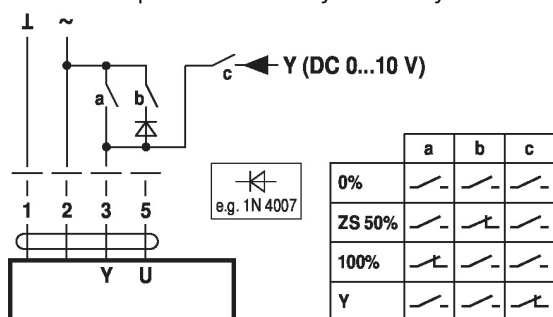 ⊥ ~
a b c Y (DC 0...10 V)
1 2 3 5
Y U
e.g. 1N 4007
a b c
0%
ZS 50%
100%
Y